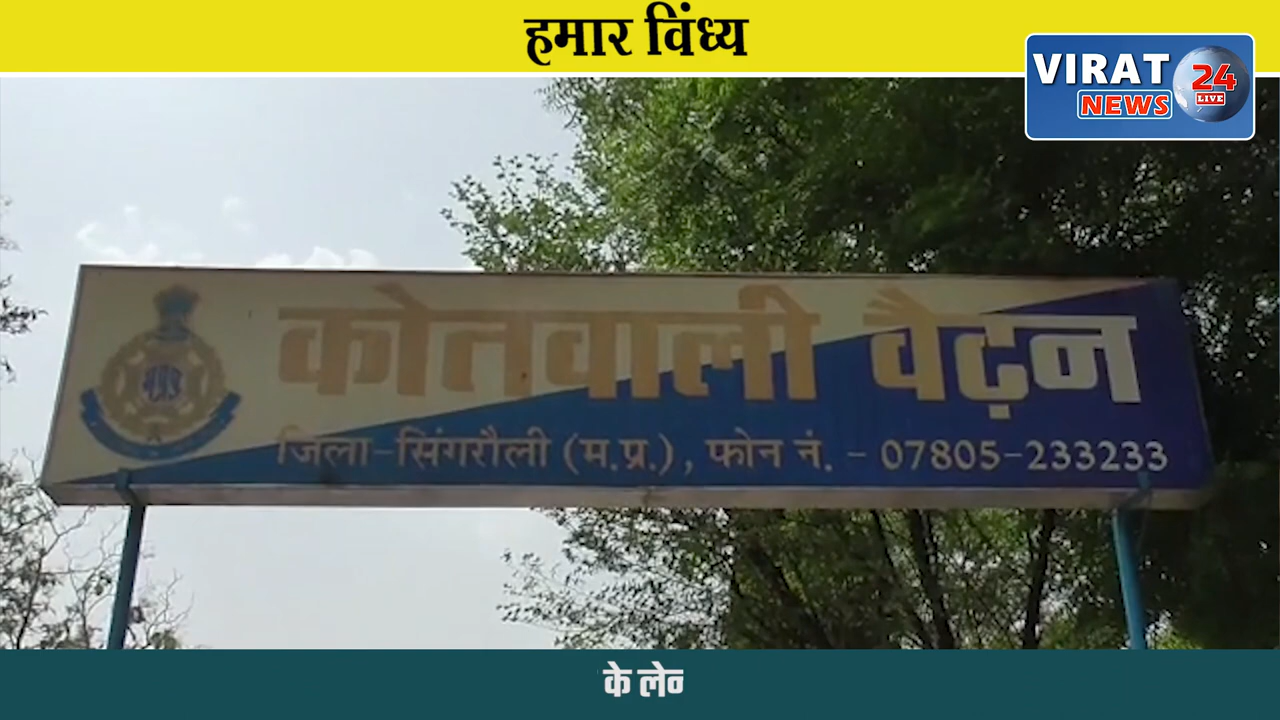 हमार विंध्य
VIRAT
NEWS
24
LIVE
कोतवाली वैढ़न
जिला-सिंगरौली (म.प्र.), फोन नं. - 07805-233233
के लेन